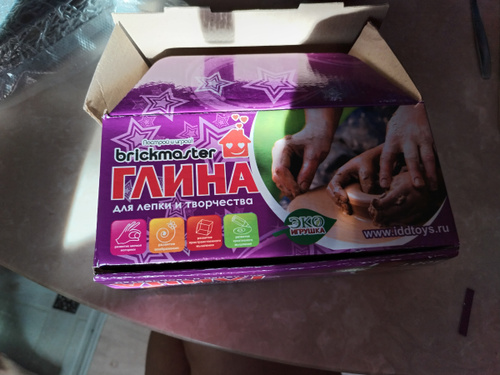 Построй и играй
brickmaster
ГЛИНА
для лепки и творчества
ЭКО
ИГРУШКА
www.iddtoys.ru